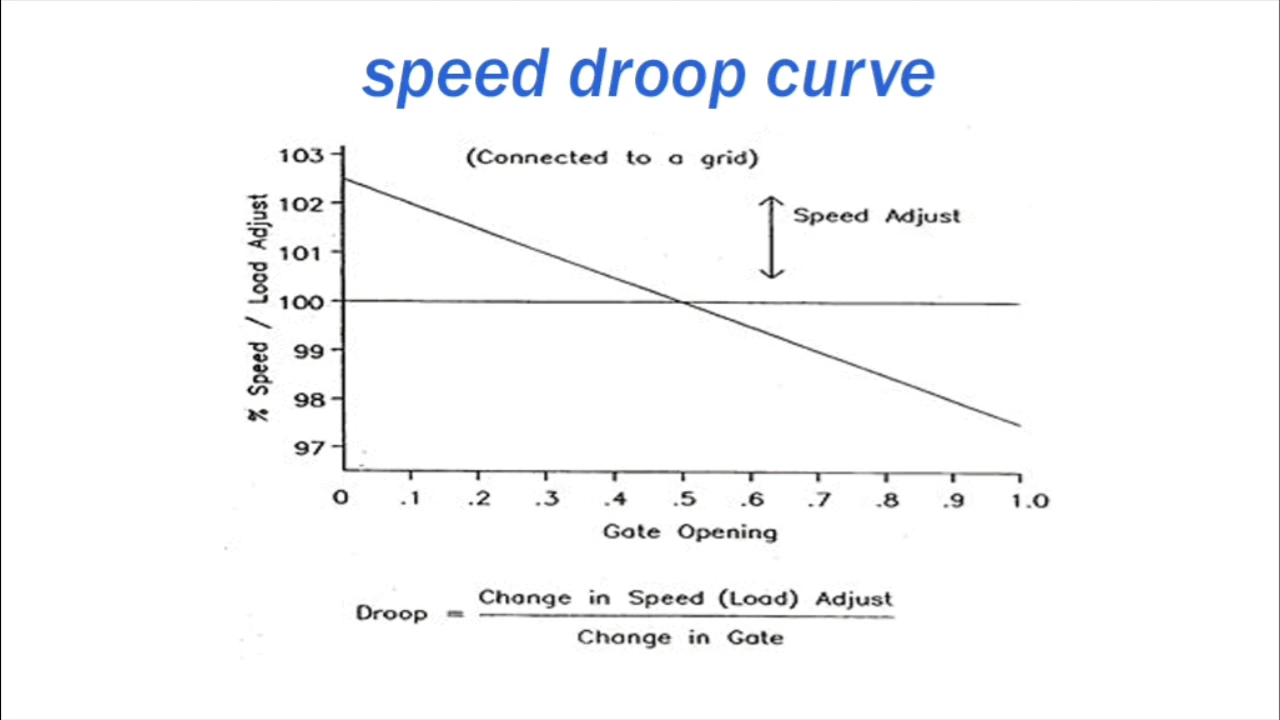 speed droop curve
(Connected to a grid)
Speed Adjust
% Speed / Load Adjust
103
102
101
100
99
98
97
0 .1 .2 .3 .4 .5 .6 .7 .8 .9 1.0
Gate Opening
Droop = Change in Speed (Load) Adjust
Change in Gate